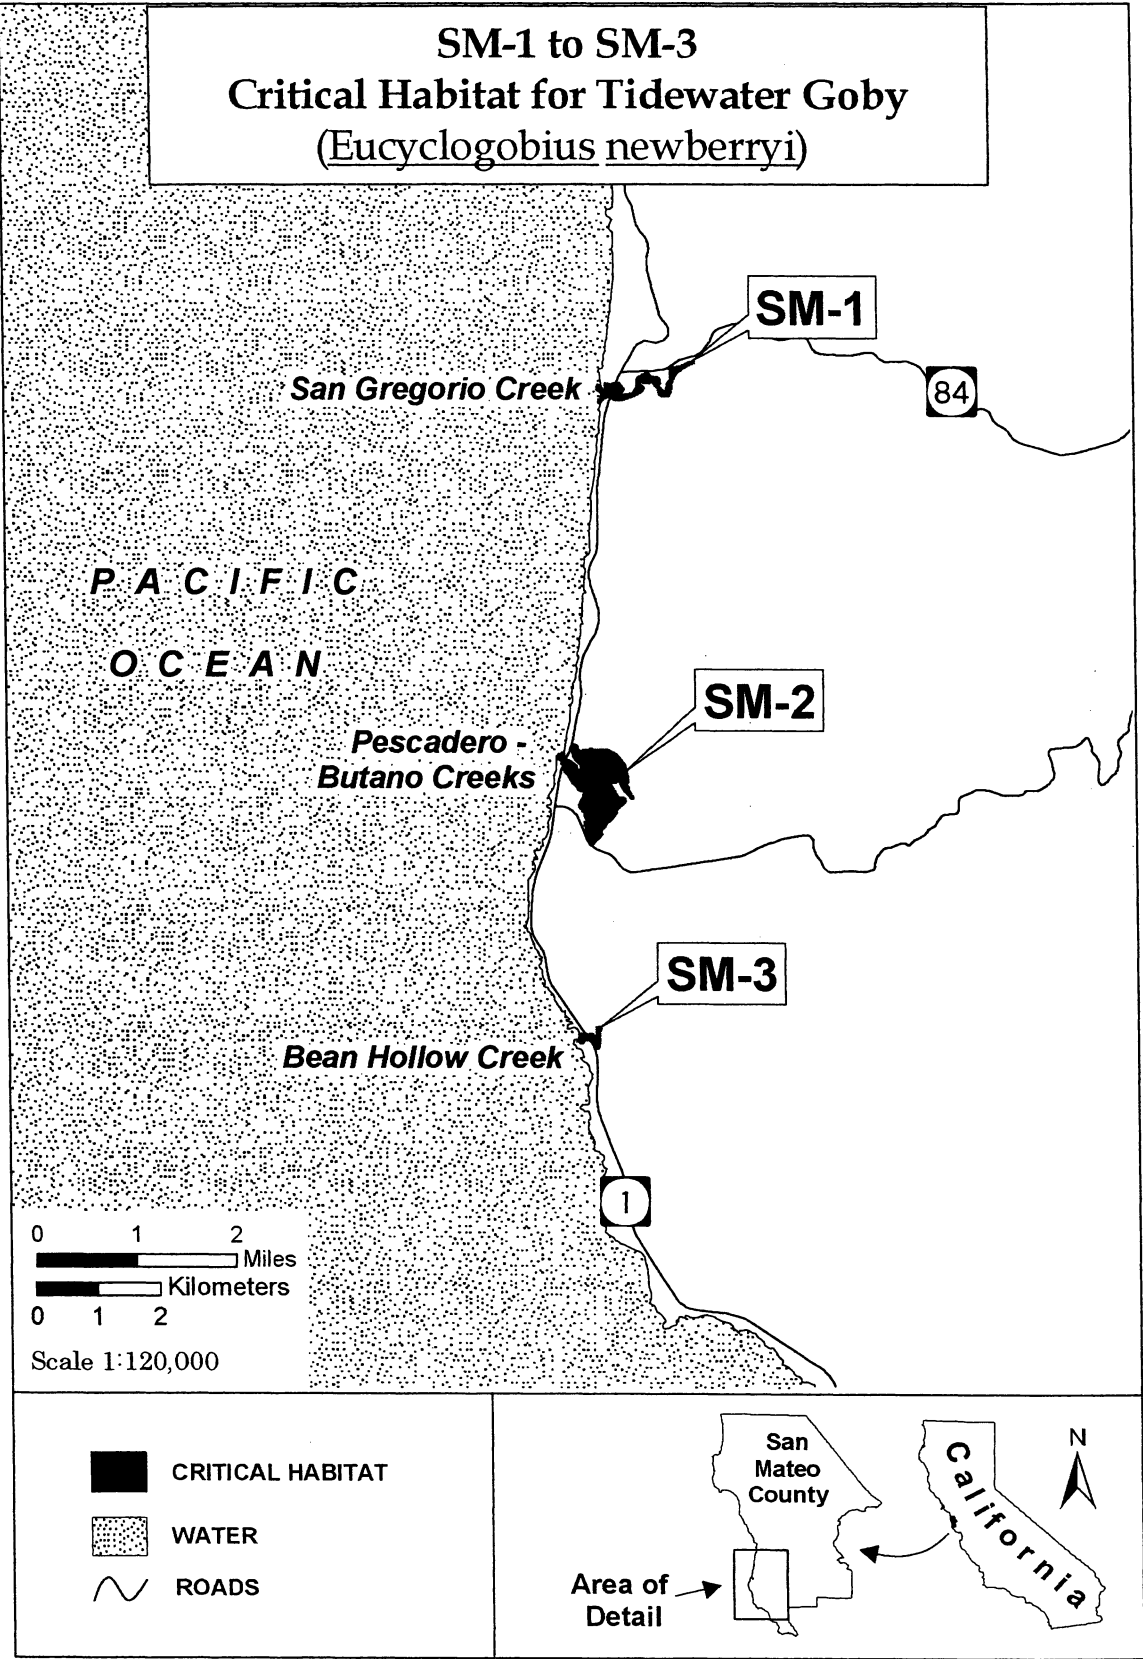 SM-1 to SM-3
Critical Habitat for Tidewater Goby
(Eucyclogobius newberryi)
SM-1
San Gregorio Creek
84
PACIFIC
OCEAN
SM-2
Pescadero -
Butano Creeks
SM-3
Bean Hollow Creek
1
0 1 2
Miles
Kilometers
0 1 2
Scale 1:120,000
CRITICAL HABITAT
WATER
ROADS
San
Mateo
County
California
N
Area of
Detail